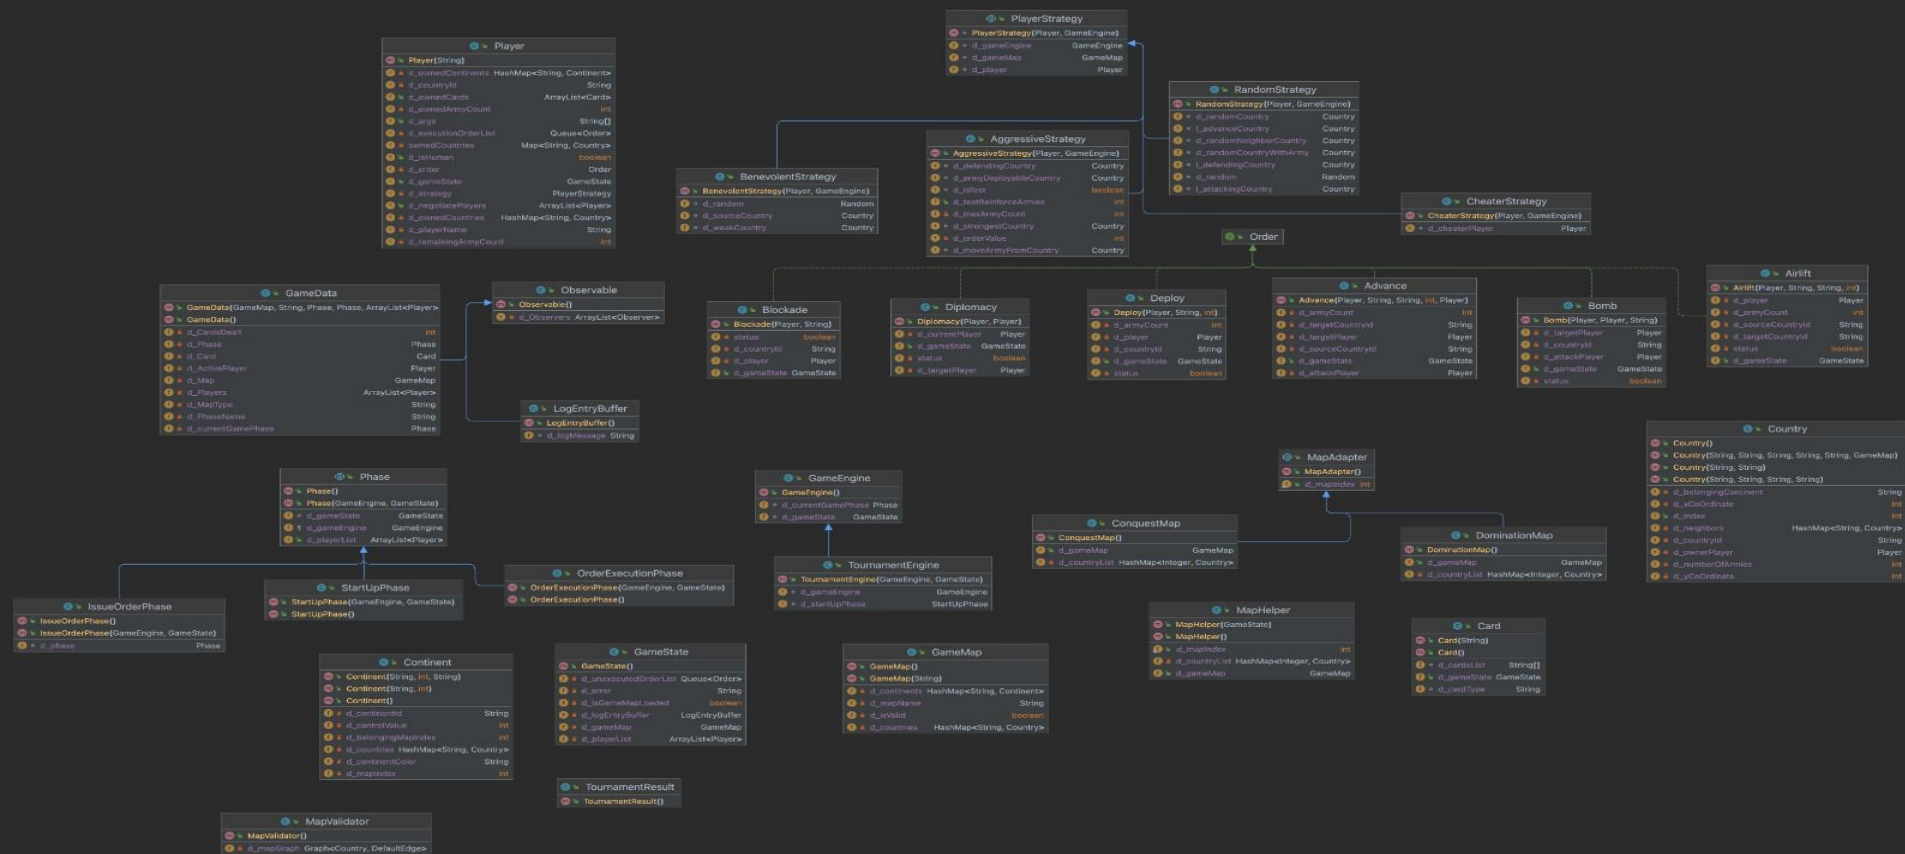 PlayerStrategy
PlayerStrategy(Player, GameEngine)
d_gameEngine GameEngine
d_gameMap GameMap
d_player Player
Player
Player(String)
d_ownedContinents HashMap<String, Continent>
d_countryId String
d_ownedCards ArrayList<Card>
d_ownedArmyCount int
d_args String[]
d_executionOrderList Queue<Order>
ownedCountries Map<String, Country>
d_isHuman boolean
d_order Order
d_gameState GameState
d_strategy PlayerStrategy
d_negotiatePlayers ArrayList<Player>
d_ownedCountries HashMap<String, Country>
d_playerName String
d_remainingArmyCount int
RandomStrategy
RandomStrategy(Player, GameEngine)
d_randomCountry Country
l_advanceCountry Country
d_randomNeighborCountry Country
d_randomCountryWithArmy Country
l_defendingCountry Country
d_random Random
l_attackingCountry Country
AggressiveStrategy
AggressiveStrategy(Player, GameEngine)
d_defendingCountry Country
d_armyDeployableCountry Country
d_isTest boolean
d_testReinforceArmies int
d_maxArmyCount int
d_strongestCountry Country
d_orderValue int
d_moveArmyFromCountry Country
BenevolentStrategy
BenevolentStrategy(Player, GameEngine)
d_random Random
d_sourceCountry Country
d_weakCountry Country
CheaterStrategy
CheaterStrategy(Player, GameEngine)
d_cheaterPlayer Player
Order
GameData
GameData(GameMap, String, Phase, Phase, ArrayList<Player>)
GameData()
d_CardsDealt int
d_Phase Phase
d_Card Card
d_ActivePlayer Player
d_Map GameMap
d_Players ArrayList<Player>
d_MapType String
d_PhaseName String
d_currentGamePhase Phase
Observable
Observable()
d_Observers ArrayList<Observer>
LogEntryBuffer
LogEntryBuffer()
d_logMessage String
Blockade
Blockade(Player, String)
status boolean
d_countryId String
d_player Player
d_gameState GameState
Diplomacy
Diplomacy(Player, Player)
d_currentPlayer Player
d_gameState GameState
status boolean
d_targetPlayer Player
Deploy
Deploy(Player, String, int)
d_armyCount int
d_player Player
d_countryId String
d_gameState GameState
status boolean
Advance
Advance(Player, String, String, int, Player)
d_armyCount int
d_targetCountryId String
d_targetPlayer Player
d_sourceCountryId String
d_gameState GameState
d_attackPlayer Player
Bomb
Bomb(Player, Player, String)
d_targetPlayer Player
d_countryId String
d_attackPlayer Player
d_gameState GameState
status boolean
Airlift
Airlift(Player, String, String, int)
d_player Player
d_armyCount int
d_sourceCountryId String
d_targetCountryId String
status boolean
d_gameState GameState
Country
Country()
Country(String, String, String, String, String, GameMap)
Country(String, String)
Country(String, String, String, String)
d_belongingContinent String
d_xCoOrdinate int
d_index int
d_neighbors HashMap<String, Country>
d_countryId String
d_ownerPlayer Player
d_numberOfArmies int
d_yCoOrdinate int
Phase
Phase()
Phase(GameEngine, GameState)
d_gameState GameState
d_gameEngine GameEngine
d_playerList ArrayList<Player>
GameEngine
GameEngine()
d_currentGamePhase Phase
d_gameState GameState
MapAdapter
MapAdapter()
d_mapIndex int
ConquestMap
ConquestMap()
d_gameMap GameMap
d_countryList HashMap<Integer, Country>
DominationMap
DominationMap()
d_gameMap GameMap
d_countryList HashMap<Integer, Country>
TournamentEngine
TournamentEngine(GameEngine, GameState)
d_gameEngine GameEngine
d_startUpPhase StartUpPhase
OrderExecutionPhase
OrderExecutionPhase(GameEngine, GameState)
OrderExecutionPhase()
StartUpPhase
StartUpPhase(GameEngine, GameState)
StartUpPhase()
IssueOrderPhase
IssueOrderPhase()
IssueOrderPhase(GameEngine, GameState)
d_phase Phase
MapHelper
MapHelper(GameState)
MapHelper()
d_mapIndex int
d_countryList HashMap<Integer, Country>
d_gameMap GameMap
Card
Card(String)
Card()
d_cardsList String[]
d_gameState GameState
d_cardType String
Continent
Continent(String, int, String)
Continent(String, int)
Continent()
d_continentId String
d_controlValue int
d_belongingMapIndex int
d_countries HashMap<String, Country>
d_continentColor String
d_mapIndex int
GameState
GameState()
d_unexecutedOrderList Queue<Order>
d_error String
d_isGameMapLoaded boolean
d_logEntryBuffer LogEntryBuffer
d_gameMap GameMap
d_playerList ArrayList<Player>
GameMap
GameMap()
GameMap(String)
d_continents HashMap<String, Continent>
d_mapName String
d_isValid boolean
d_countries HashMap<String, Country>
TournamentResult
TournamentResult()
MapValidator
MapValidator()
d_mapGraph Graph<Country, DefaultEdge>